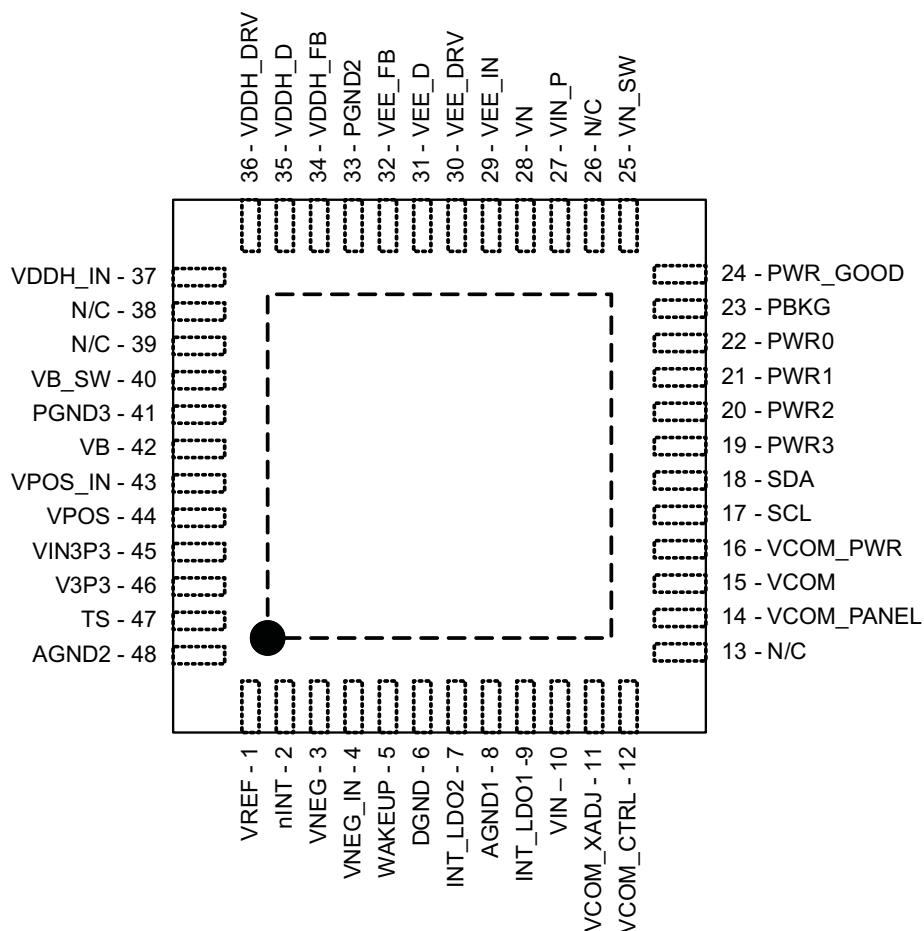 36 - VDDH_DRV
35 - VDDH_D
34 - VDDH_FB
33 - PGND2
32 - VEE_FB
31 - VEE_D
30 - VEE_DRV
29 - VEE_IN
28 - VN
27 - VIN_P
26 - N/C
25 - VN_SW
VDDH_IN - 37
N/C - 38
N/C - 39
VB_SW - 40
PGND3 - 41
VB - 42
VPOS_IN - 43
VPOS - 44
VIN3P3 - 45
V3P3 - 46
TS - 47
AGND2 - 48
24 - PWR_GOOD
23 - PBKG
22 - PWR0
21 - PWR1
20 - PWR2
19 - PWR3
18 - SDA
17 - SCL
16 - VCOM_PWR
15 - VCOM
14 - VCOM_PANEL
13 - N/C
VREF - 1
nINT - 2
VNEG - 3
VNEG_IN - 4
WAKEUP - 5
DGND - 6
INT_LDO2 - 7
AGND1 - 8
INT_LDO1 -9
VIN – 10
VCOM_XADJ - 11
VCOM_CTRL - 12